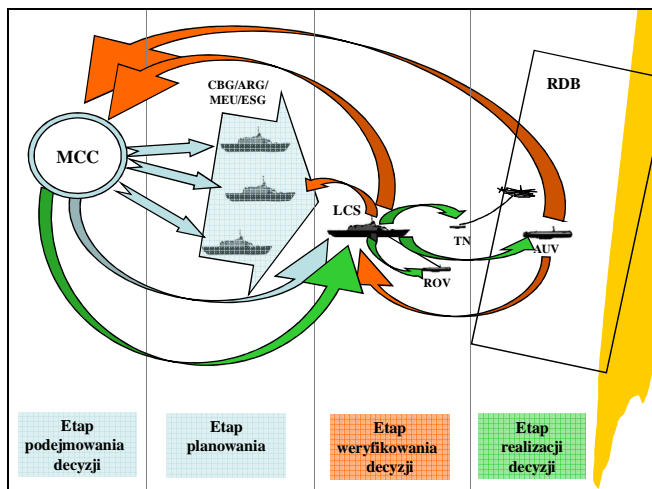 CBG/ARG/
MEU/ESG
RDB
MCC
LCS
TN
AUV
ROV
Etap
podejmowania
decyzji
Etap
planowania
Etap
weryfikowania
decyzji
Etap
realizacji
decyzji